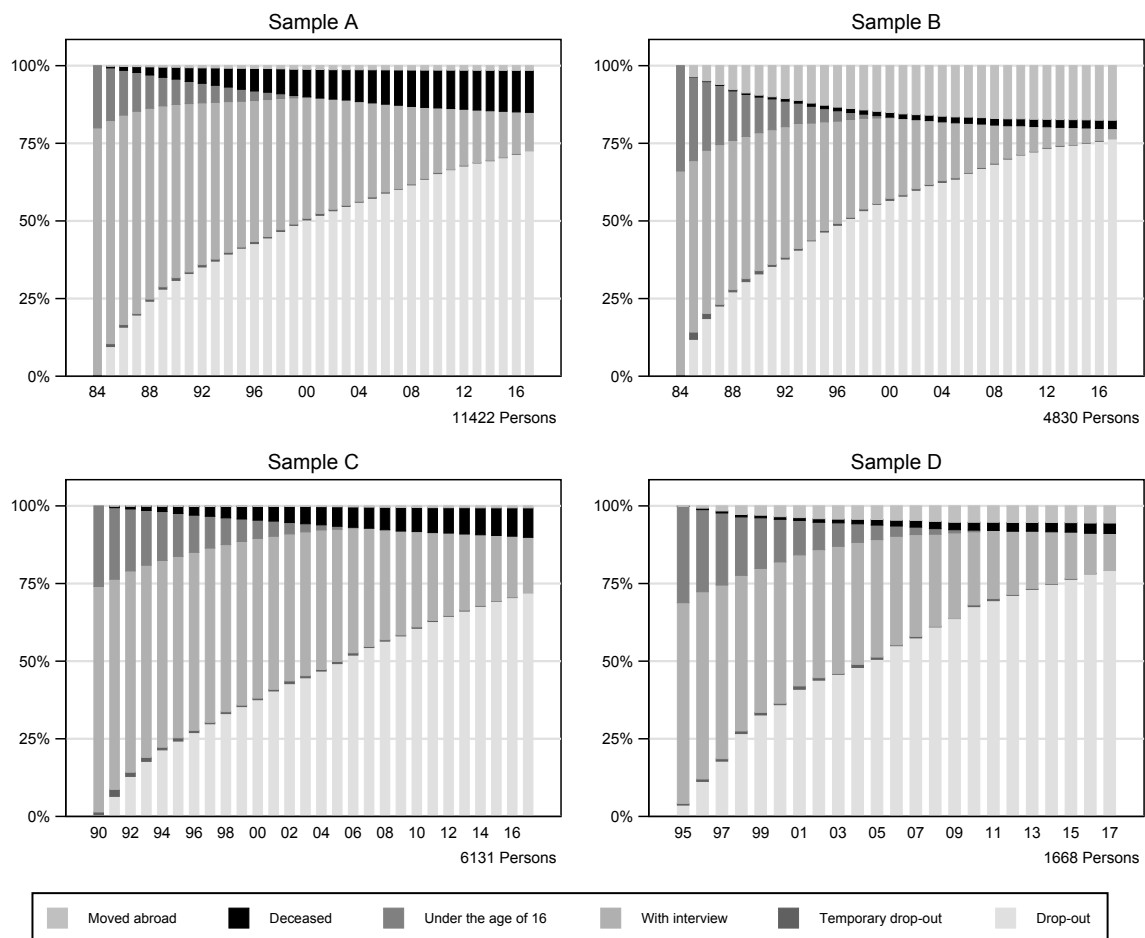 Sample A
Sample B
100%
75%
50%
25%
0%
84 88 92 96 00 04 08 12 16
11422 Persons
100%
75%
50%
25%
0%
84 88 92 96 00 04 08 12 16
4830 Persons
Sample C
Sample D
100%
75%
50%
25%
0%
90 92 94 96 98 00 02 04 06 08 10 12 14 16
6131 Persons
100%
75%
50%
25%
0%
95 97 99 01 03 05 07 09 11 13 15 17
1668 Persons
Moved abroad Deceased Under the age of 16 With interview Temporary drop-out Drop-out